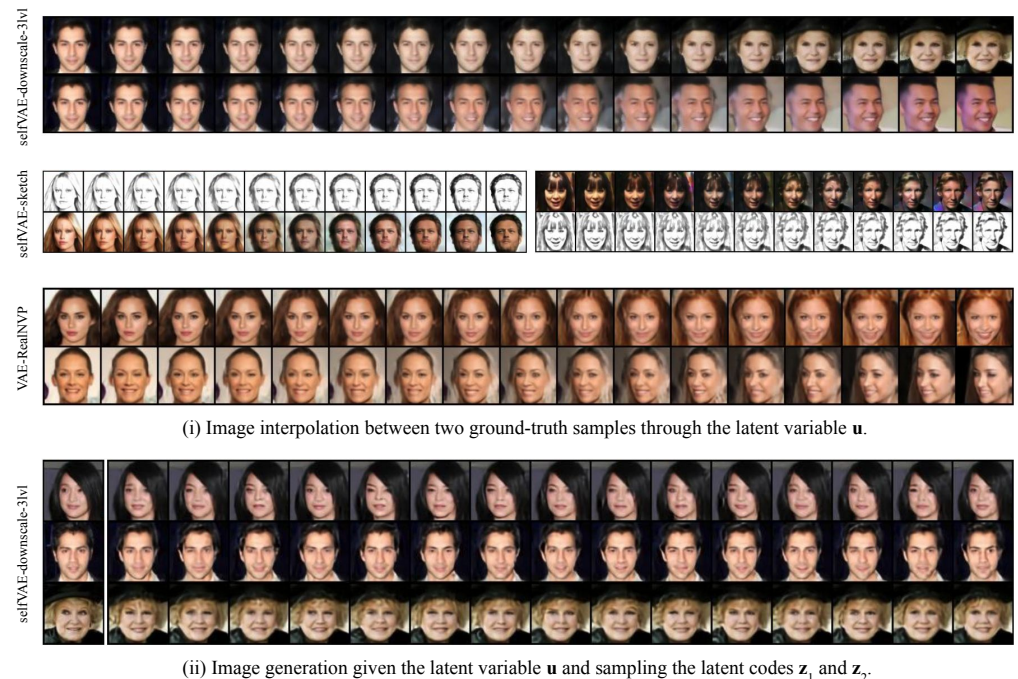 selfVAE-downscale-3lvl
selfVAE-sketch
VAE-RealNVP
(i) Image interpolation between two ground-truth samples through the latent variable u.
selfVAE-downscale-3lvl
(ii) Image generation given the latent variable u and sampling the latent codes z₁ and z₂.